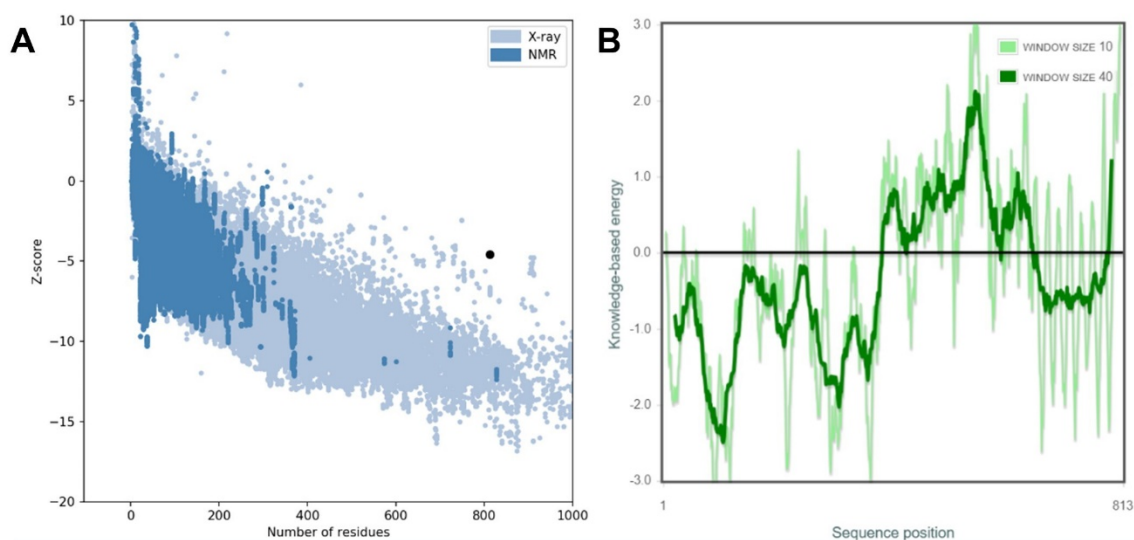 A
10
5
0
−5
−10
−15
−20
Z-score
0
200
400
600
800
1000
Number of residues
X-ray
NMR
B
3.0
2.0
1.0
0.0
-1.0
-2.0
-3.0
Knowledge-based energy
WINDOW SIZE 10
WINDOW SIZE 40
1
813
Sequence position